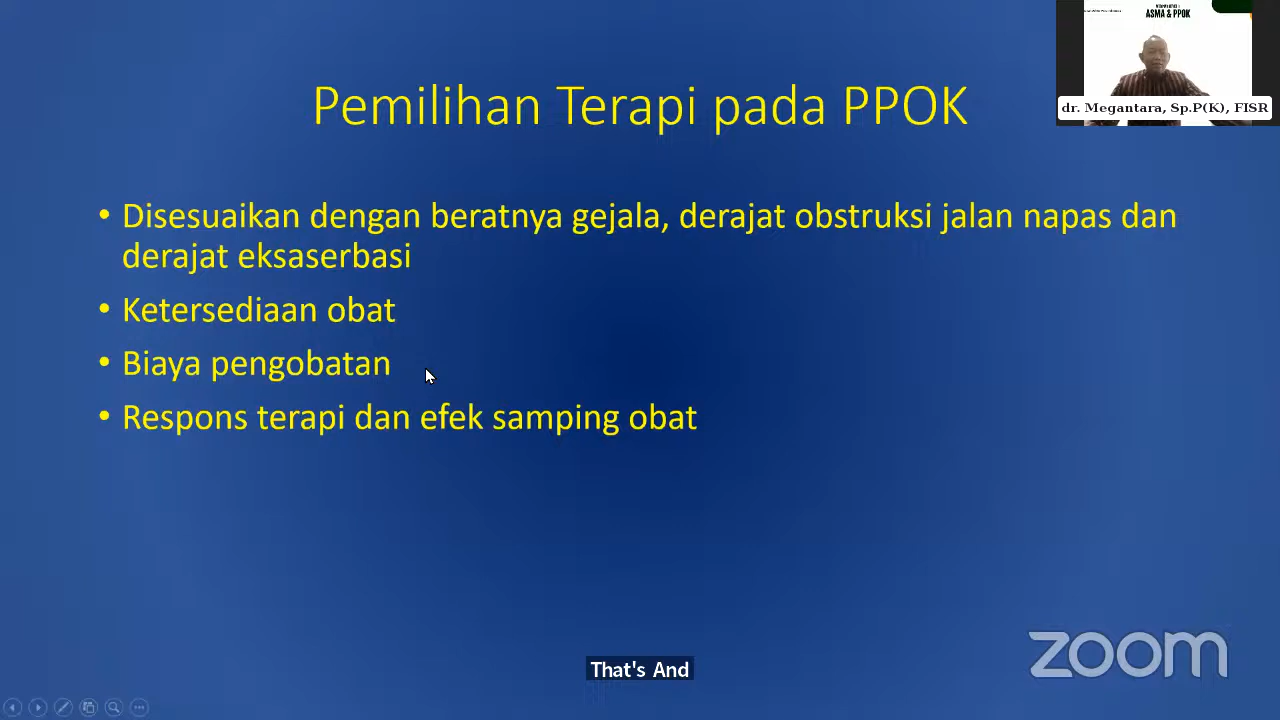 ASMA & PPOK
dr. Megantara, Sp.P(K), FISR
Pemilihan Terapi pada PPOK
• Disesuaikan dengan beratnya gejala, derajat obstruksi jalan napas dan
derajat eksaserbasi
• Ketersediaan obat
• Biaya pengobatan
• Respons terapi dan efek samping obat
zoom
That's And